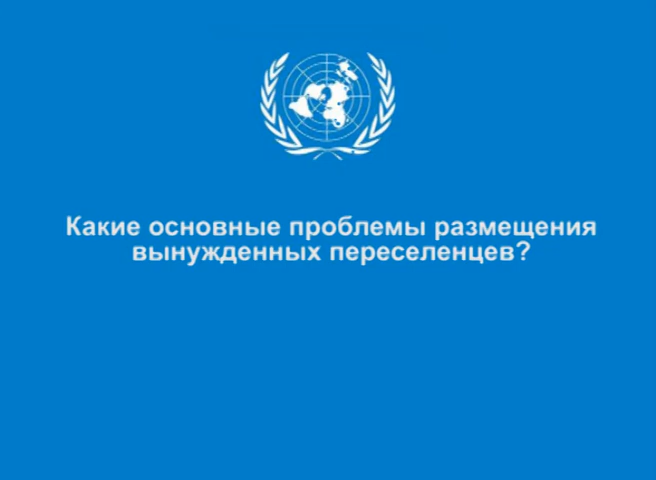 Какие основные проблемы размещения
вынужденных переселенцев?